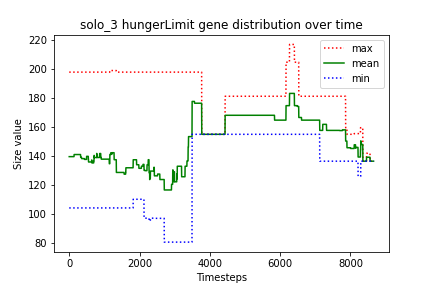 solo_3 hungerLimit gene distribution over time
220
200
180
160
140
120
100
80
Size value
max
mean
min
0
2000
4000
6000
8000
Timesteps